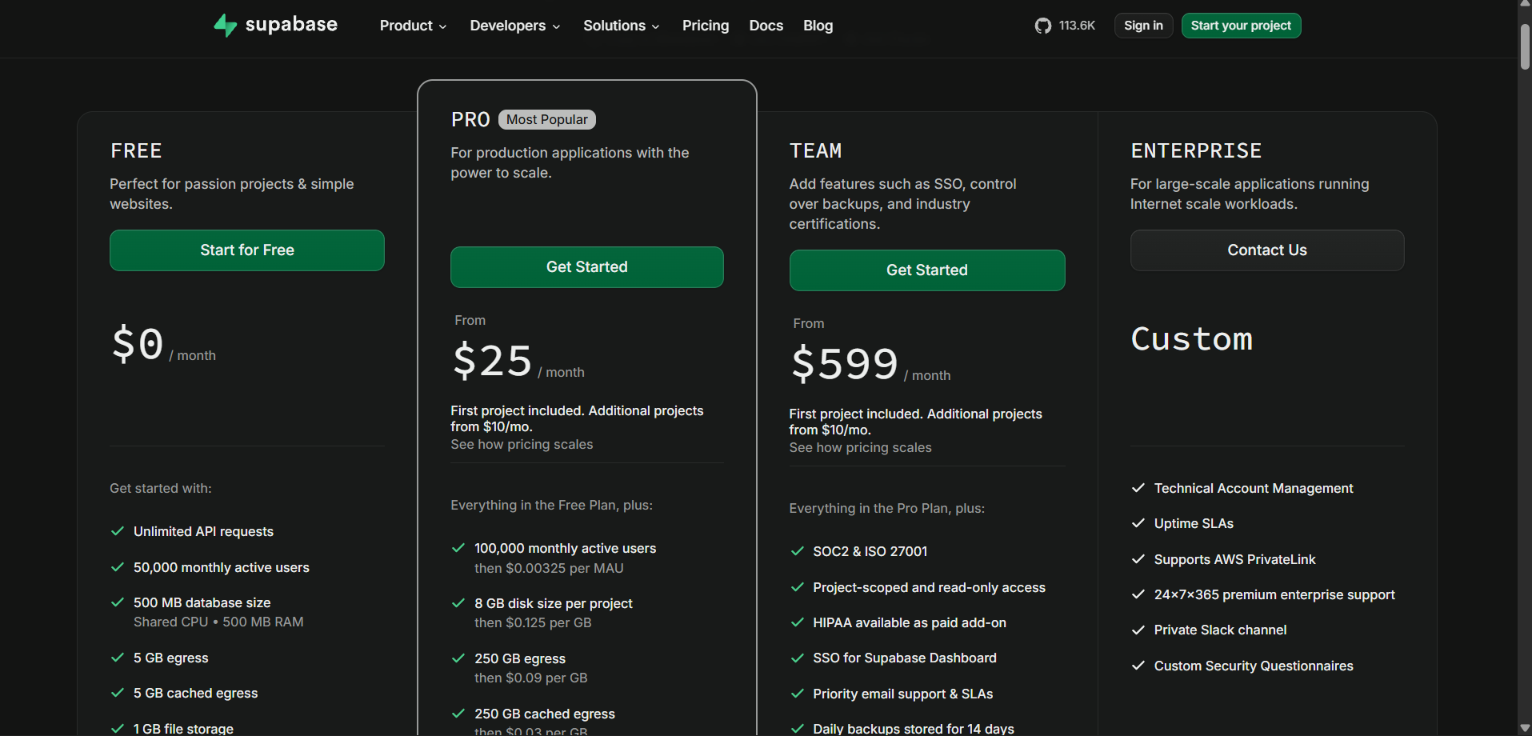 supabase
Product
Developers
Solutions
Pricing
Docs
Blog
113.6K
Sign in
Start your project
FREE
Perfect for passion projects & simple
websites.
Start for Free
$0 / month
Get started with:
Unlimited API requests
50,000 monthly active users
500 MB database size
Shared CPU • 500 MB RAM
5 GB egress
5 GB cached egress
1 GB file storage
PRO Most Popular
For production applications with the
power to scale.
Get Started
From
$25 / month
First project included. Additional projects
from $10/mo.
See how pricing scales
Everything in the Free Plan, plus:
100,000 monthly active users
then $0.00325 per MAU
8 GB disk size per project
then $0.125 per GB
250 GB egress
then $0.09 per GB
250 GB cached egress
then $0.03 per GB
TEAM
Add features such as SSO, control
over backups, and industry
certifications.
Get Started
From
$599 / month
First project included. Additional projects
from $10/mo.
See how pricing scales
Everything in the Pro Plan, plus:
SOC2 & ISO 27001
Project-scoped and read-only access
HIPAA available as paid add-on
SSO for Supabase Dashboard
Priority email support & SLAs
Daily backups stored for 14 days
ENTERPRISE
For large-scale applications running
Internet scale workloads.
Contact Us
Custom
Technical Account Management
Uptime SLAs
Supports AWS PrivateLink
24×7×365 premium enterprise support
Private Slack channel
Custom Security Questionnaires